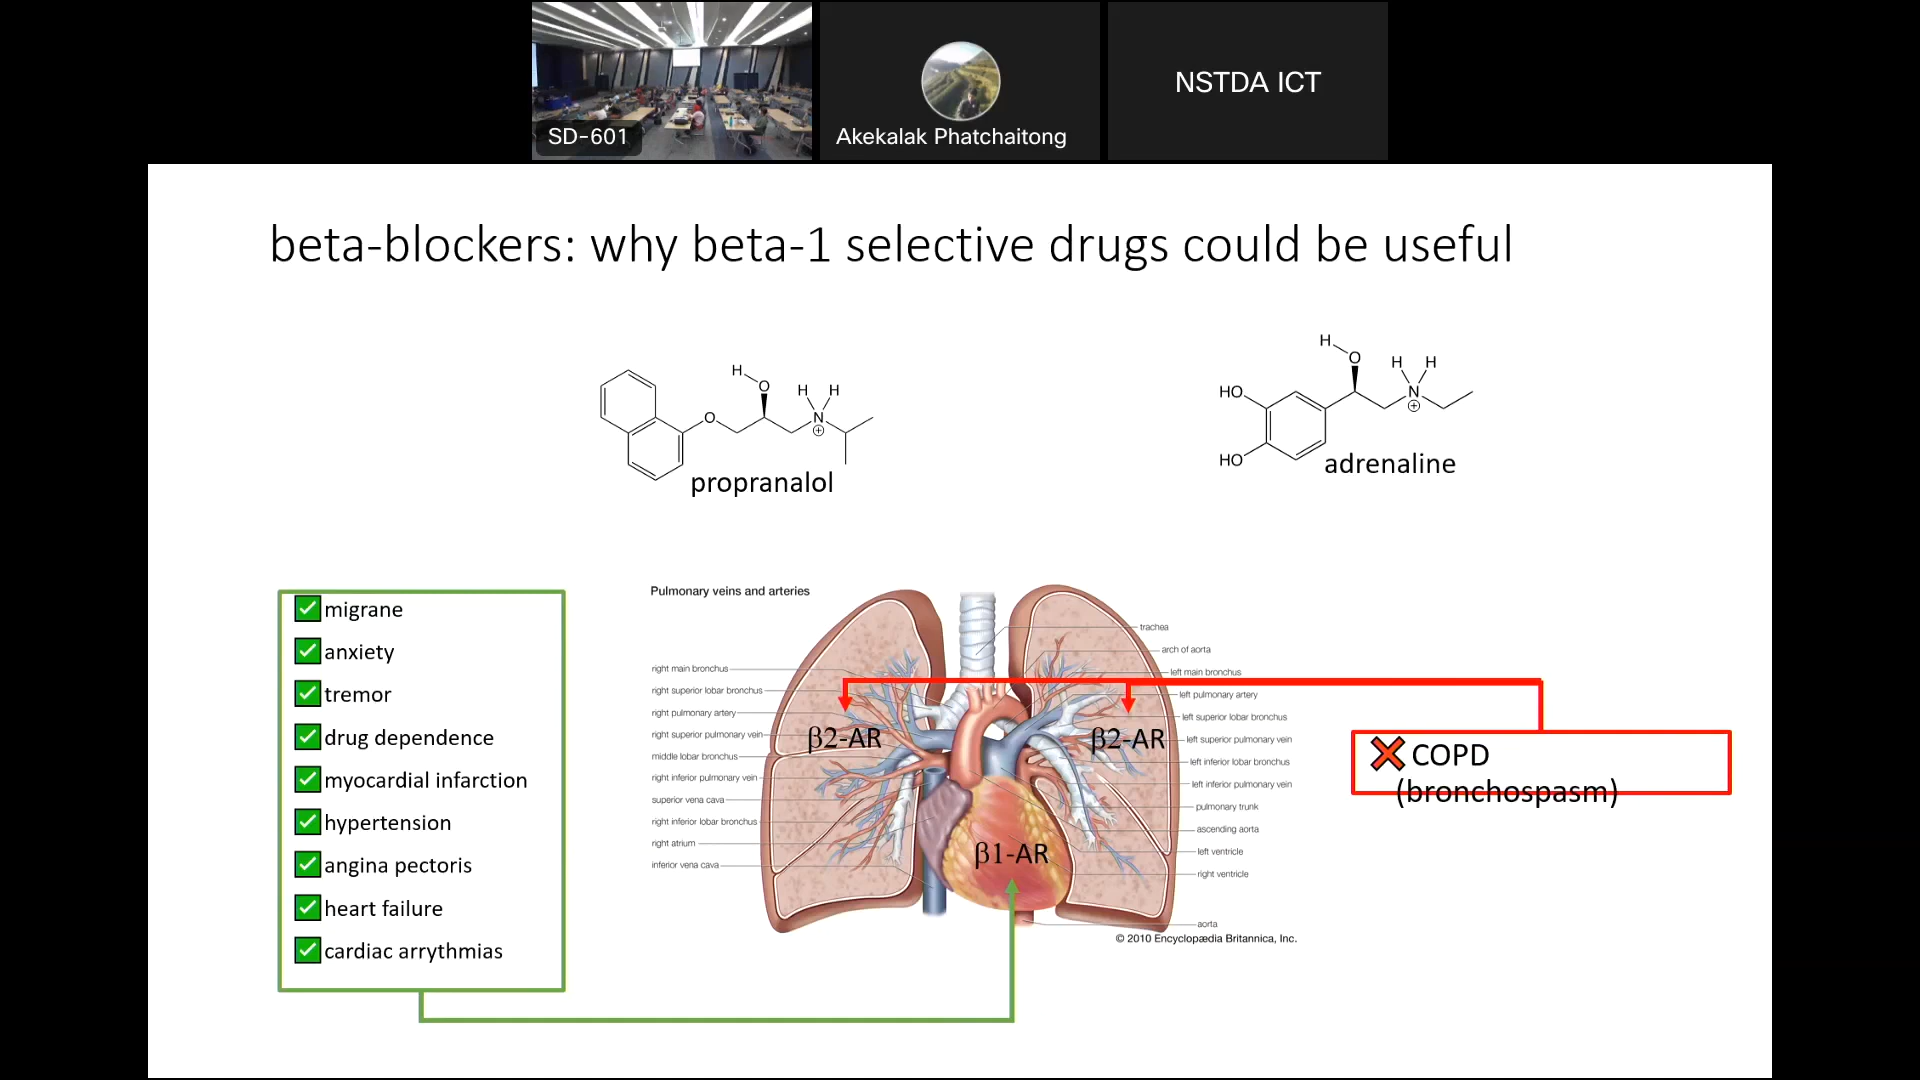 SD-601
Akekalak Phatchaitong
NSTDA ICT
beta-blockers: why beta-1 selective drugs could be useful
H
O
H H
O
N
+
propranalol
H
O
H H
HO
N
+
HO
adrenaline
migrane
anxiety
tremor
drug dependence
myocardial infarction
hypertension
angina pectoris
heart failure
cardiac arrythmias
Pulmonary veins and arteries
right main bronchus
right superior lobar bronchus
right pulmonary artery
right superior pulmonary vein
middle lobar bronchus
right inferior pulmonary vein
superior vena cava
right inferior lobar bronchus
right atrium
inferior vena cava
β2-AR
β2-AR
β1-AR
trachea
arch of aorta
left main bronchus
left pulmonary artery
left superior lobar bronchus
left superior pulmonary vein
left inferior lobar bronchus
left inferior pulmonary vein
pulmonary trunk
ascending aorta
left ventricle
right ventricle
aorta
© 2010 Encyclopædia Britannica, Inc.
COPD
(bronchospasm)